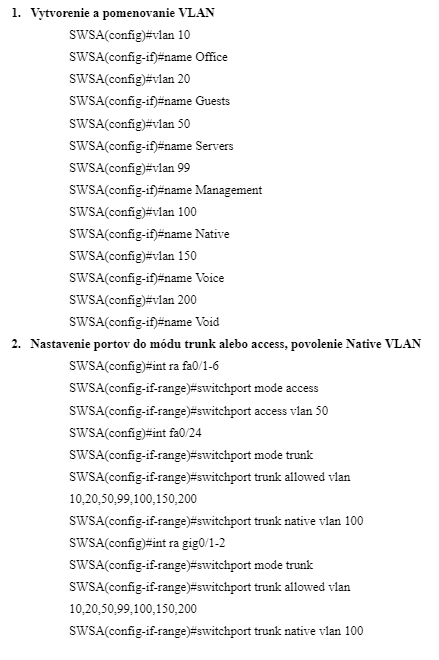 1. Vytvorenie a pomenovanie VLAN
SWSA(config)#vlan 10
SWSA(config-if)#name Office
SWSA(config)#vlan 20
SWSA(config-if)#name Guests
SWSA(config)#vlan 50
SWSA(config-if)#name Servers
SWSA(config)#vlan 99
SWSA(config-if)#name Management
SWSA(config)#vlan 100
SWSA(config-if)#name Native
SWSA(config)#vlan 150
SWSA(config-if)#name Voice
SWSA(config)#vlan 200
SWSA(config-if)#name Void
2. Nastavenie portov do módu trunk alebo access, povolenie Native VLAN
SWSA(config)#int ra fa0/1-6
SWSA(config-if-range)#switchport mode access
SWSA(config-if-range)#switchport access vlan 50
SWSA(config)#int fa0/24
SWSA(config-if-range)#switchport mode trunk
SWSA(config-if-range)#switchport trunk allowed vlan
10,20,50,99,100,150,200
SWSA(config-if-range)#switchport trunk native vlan 100
SWSA(config)#int ra gig0/1-2
SWSA(config-if-range)#switchport mode trunk
SWSA(config-if-range)#switchport trunk allowed vlan
10,20,50,99,100,150,200
SWSA(config-if-range)#switchport trunk native vlan 100